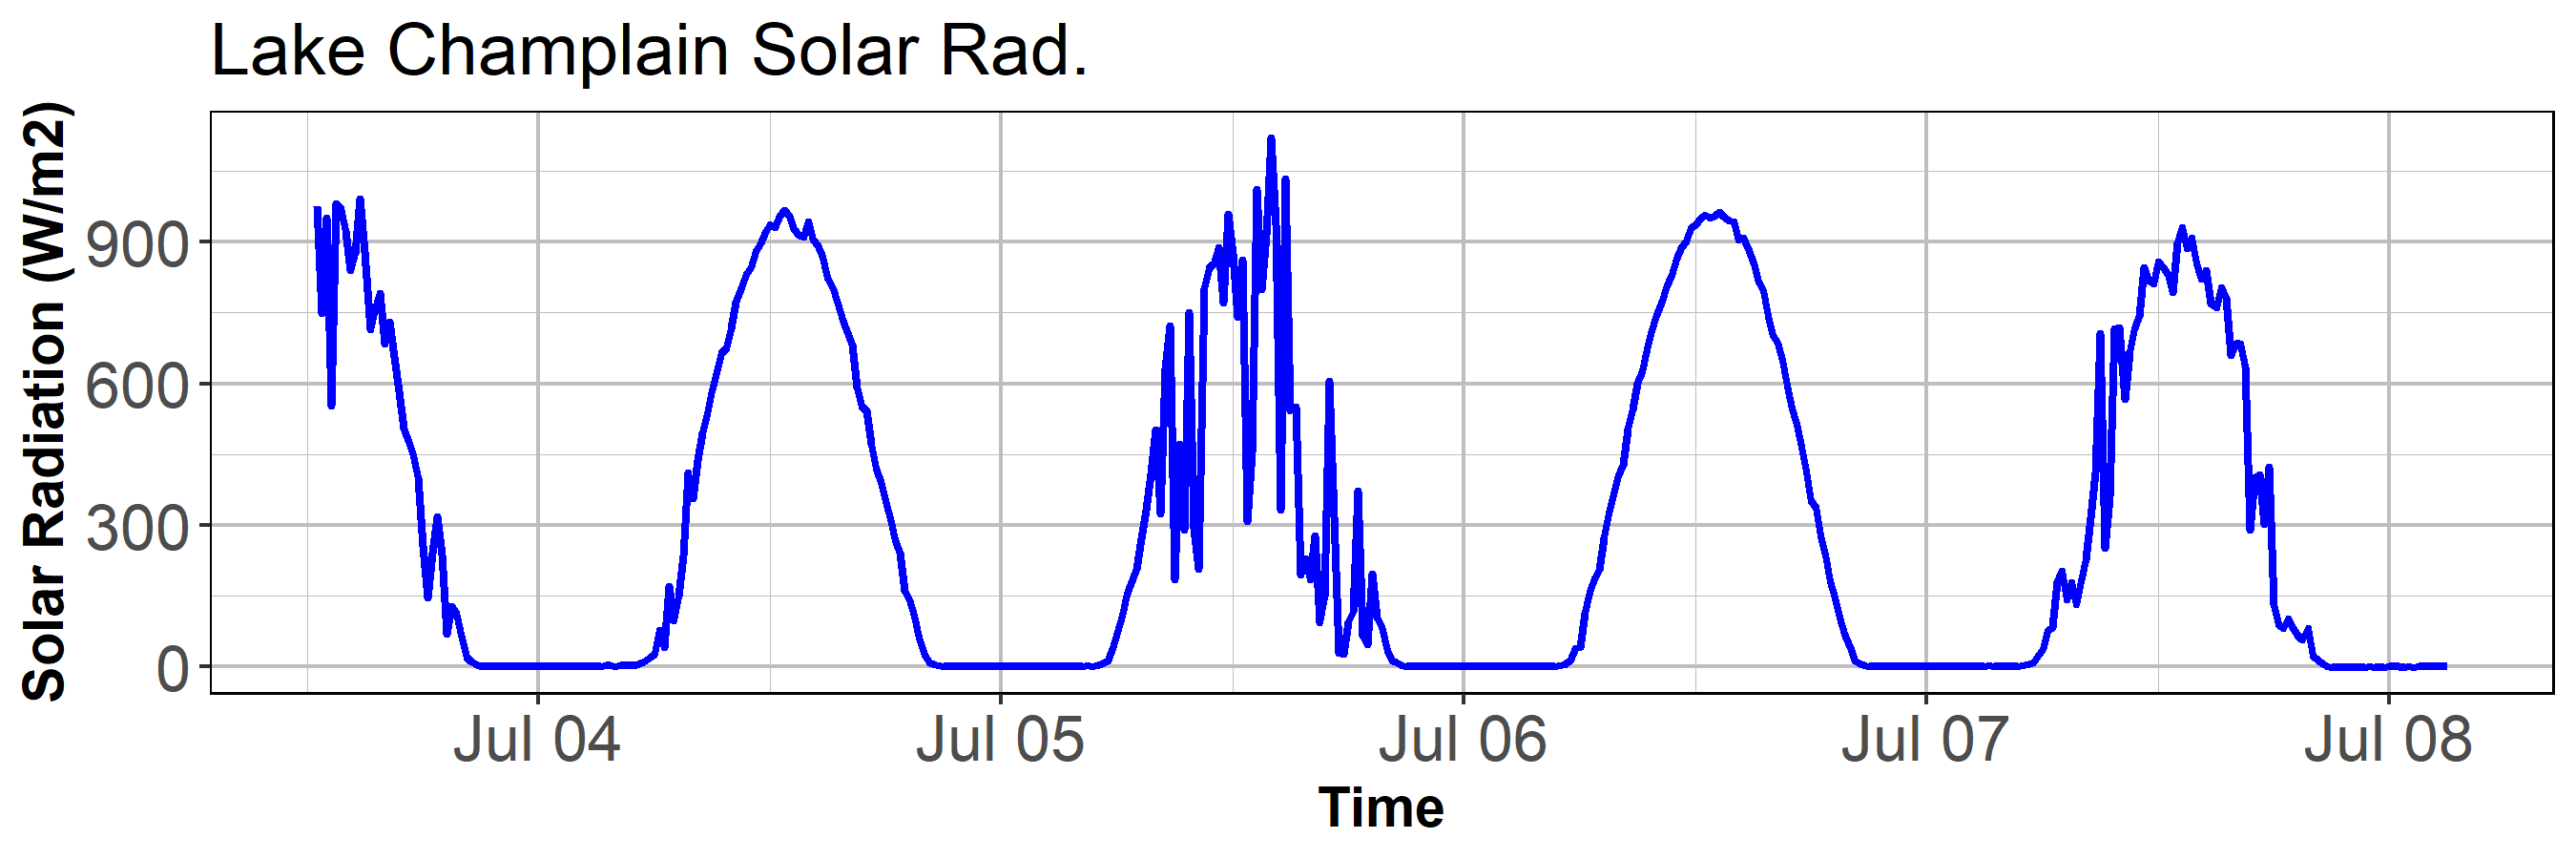 Lake Champlain Solar Rad.
Solar Radiation (W/m2)
900
600
300
0
Jul 04 Jul 05 Jul 06 Jul 07 Jul 08
Time